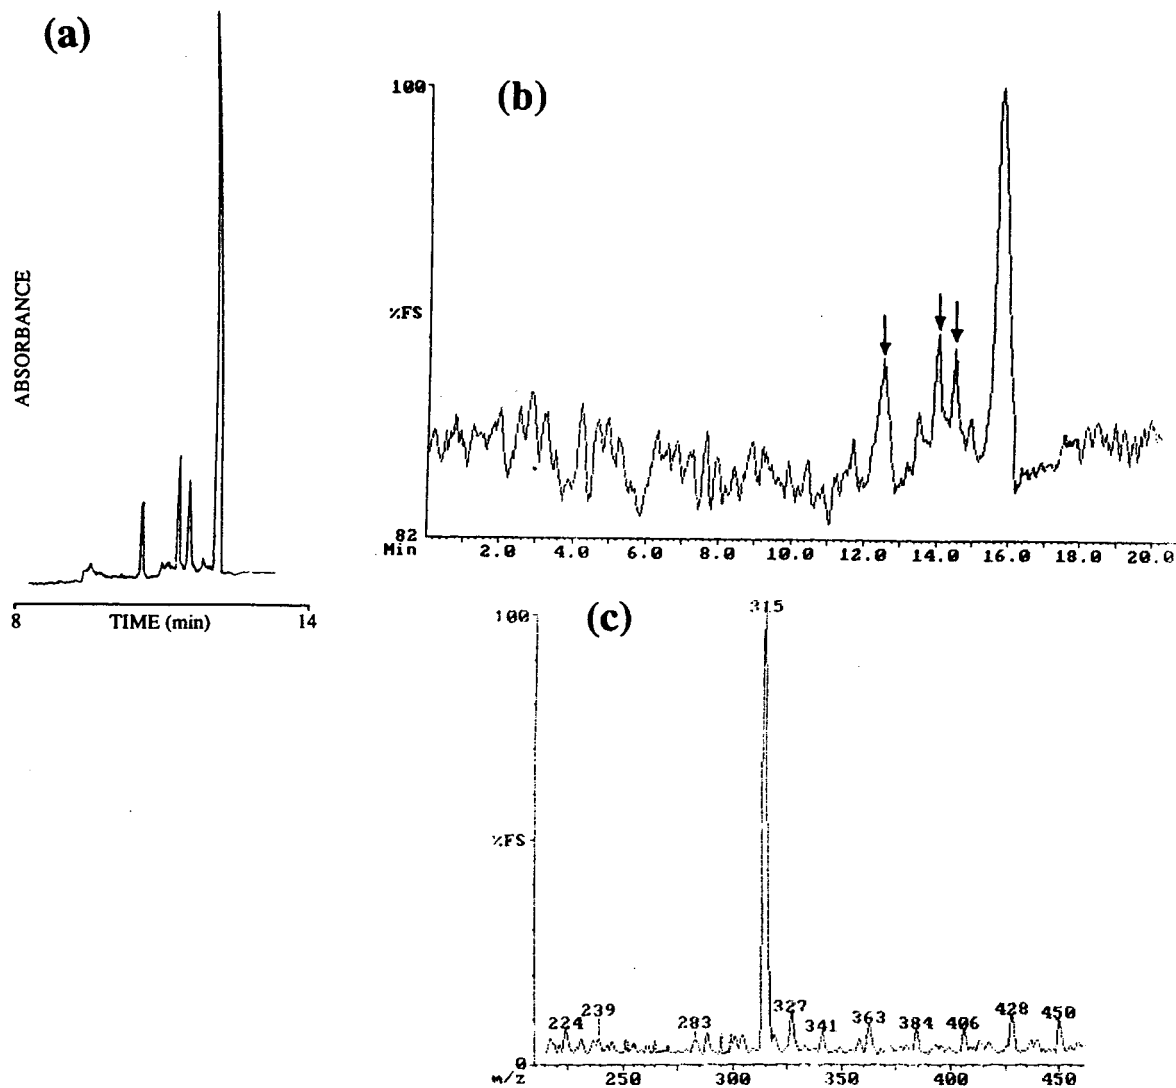 (a)
ABSORBANCE
8 TIME (min) 14
(b)
100
%FS
82
Min 2.0 3.0 4.0 6.0 8.0 10.0 12.0 14.0 16.0 18.0 20.0
(c)
100
%FS
0
315
224 239 283 327 341 363 384 406 428 450
m/z 250 300 350 400 450